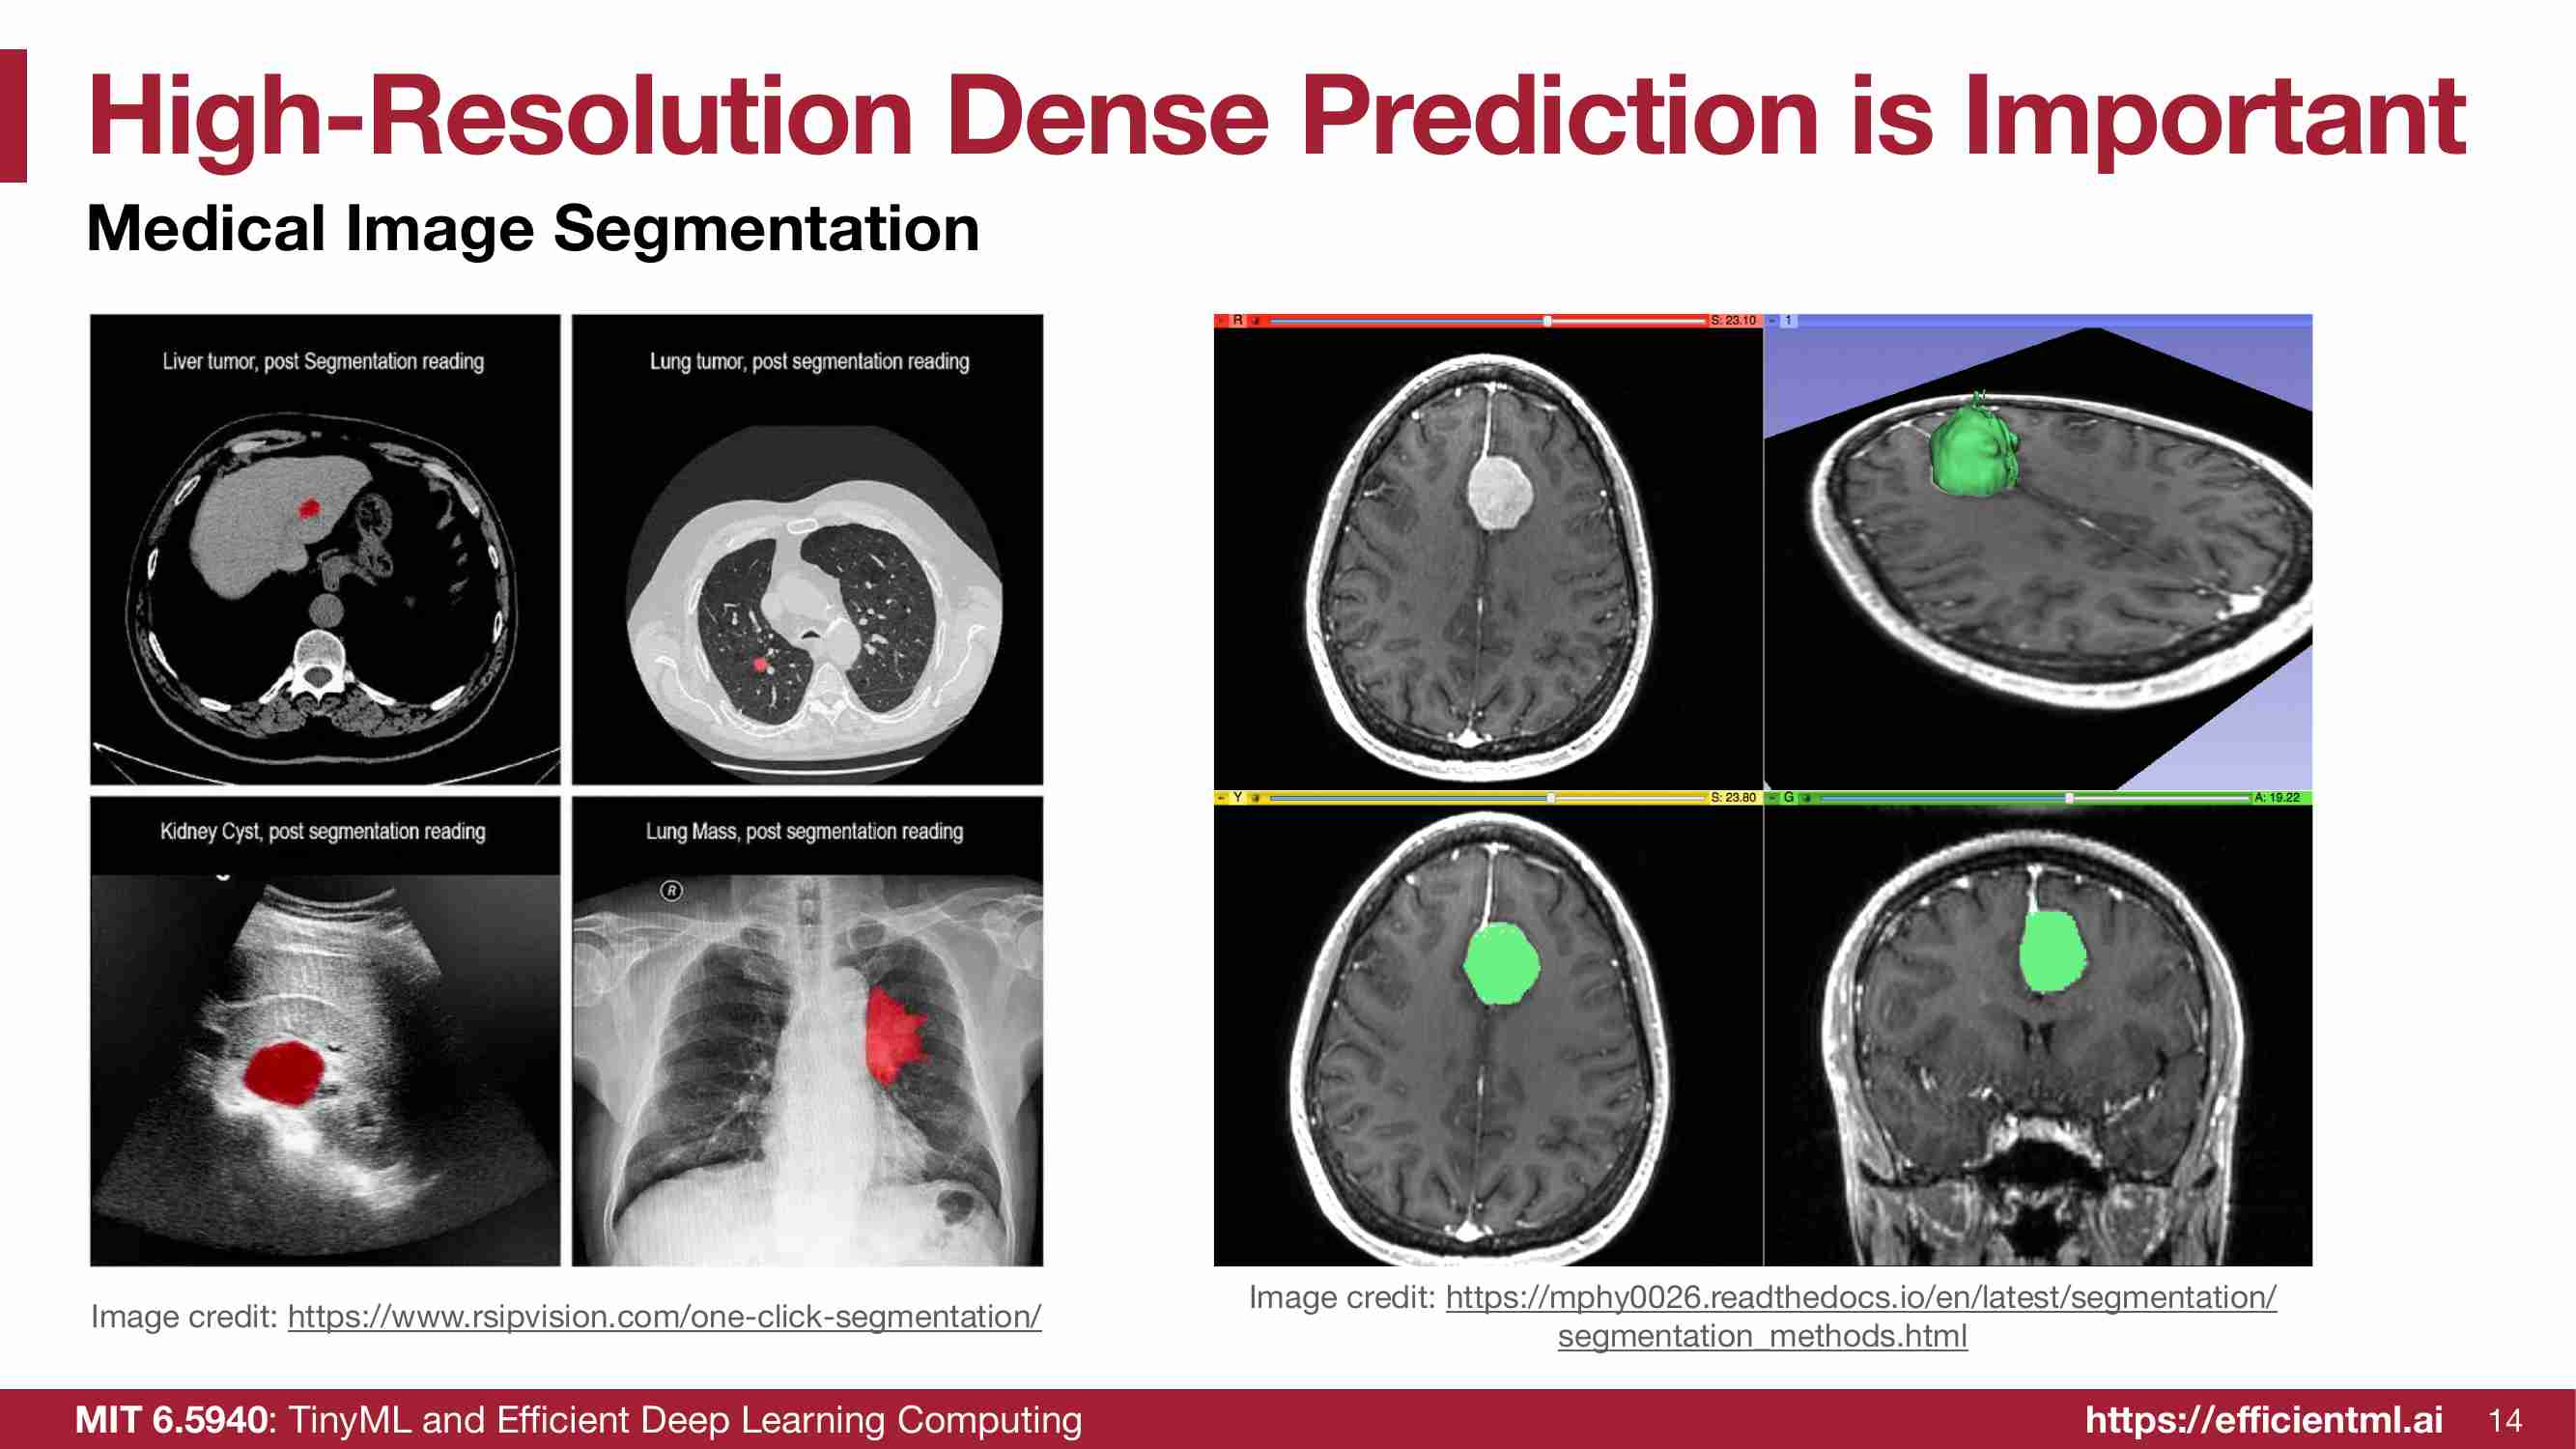 High-Resolution Dense Prediction is Important
Medical Image Segmentation
Liver tumor, post Segmentation reading
Lung tumor, post segmentation reading
Kidney Cyst, post segmentation reading
Lung Mass, post segmentation reading
R
R
S: 23.10
1
Y
S: 23.80
G
A: 19.22
Image credit: https://www.rsipvision.com/one-click-segmentation/
Image credit: https://mphy0026.readthedocs.io/en/latest/segmentation/
segmentation_methods.html
MIT 6.5940: TinyML and Efficient Deep Learning Computing
https://efficientml.ai
14